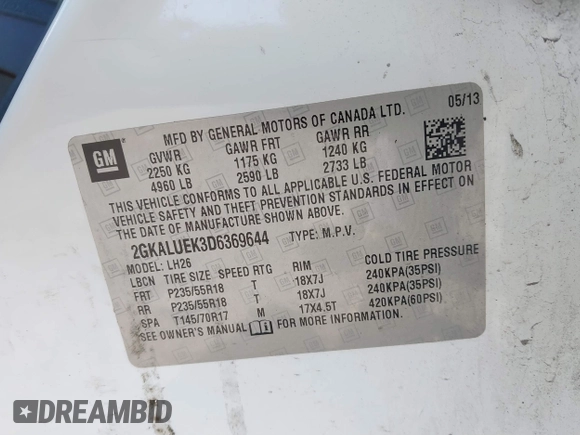 05/13
MFD BY GENERAL MOTORS OF CANADA LTD.
GM
GVWR GAWR FRT GAWR RR
2250 KG 1175 KG 1240 KG
4960 LB 2590 LB 2733 LB
THIS VEHICLE CONFORMS TO ALL APPLICABLE U.S. FEDERAL MOTOR
VEHICLE SAFETY AND THEFT PREVENTION STANDARDS IN EFFECT ON
THE DATE OF MANUFACTURE SHOWN ABOVE.
2GKALUEK3D6369644 TYPE: M.P.V.
MODEL: LH26
LBCN TIRE SIZE SPEED RTG RIM COLD TIRE PRESSURE
FRT P235/55R18 T 18X7J 240KPA(35PSI)
RR P235/55R18 T 18X7J 240KPA(35PSI)
SPA T145/70R17 M 17X4.5T 420KPA(60PSI)
SEE OWNER'S MANUAL
DREAMBID